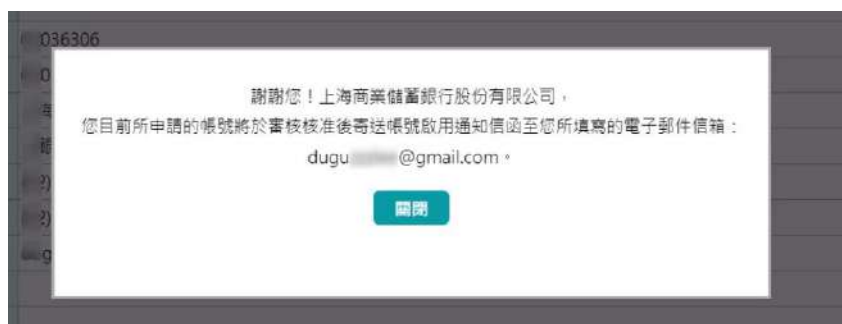 036306
謝謝您！上海商業儲蓄銀行股份有限公司，
您目前所申請的帳號將於審核核准後寄送帳號啟用通知信函至您所填寫的電子郵件信箱：
dugu @gmail.com。
關閉